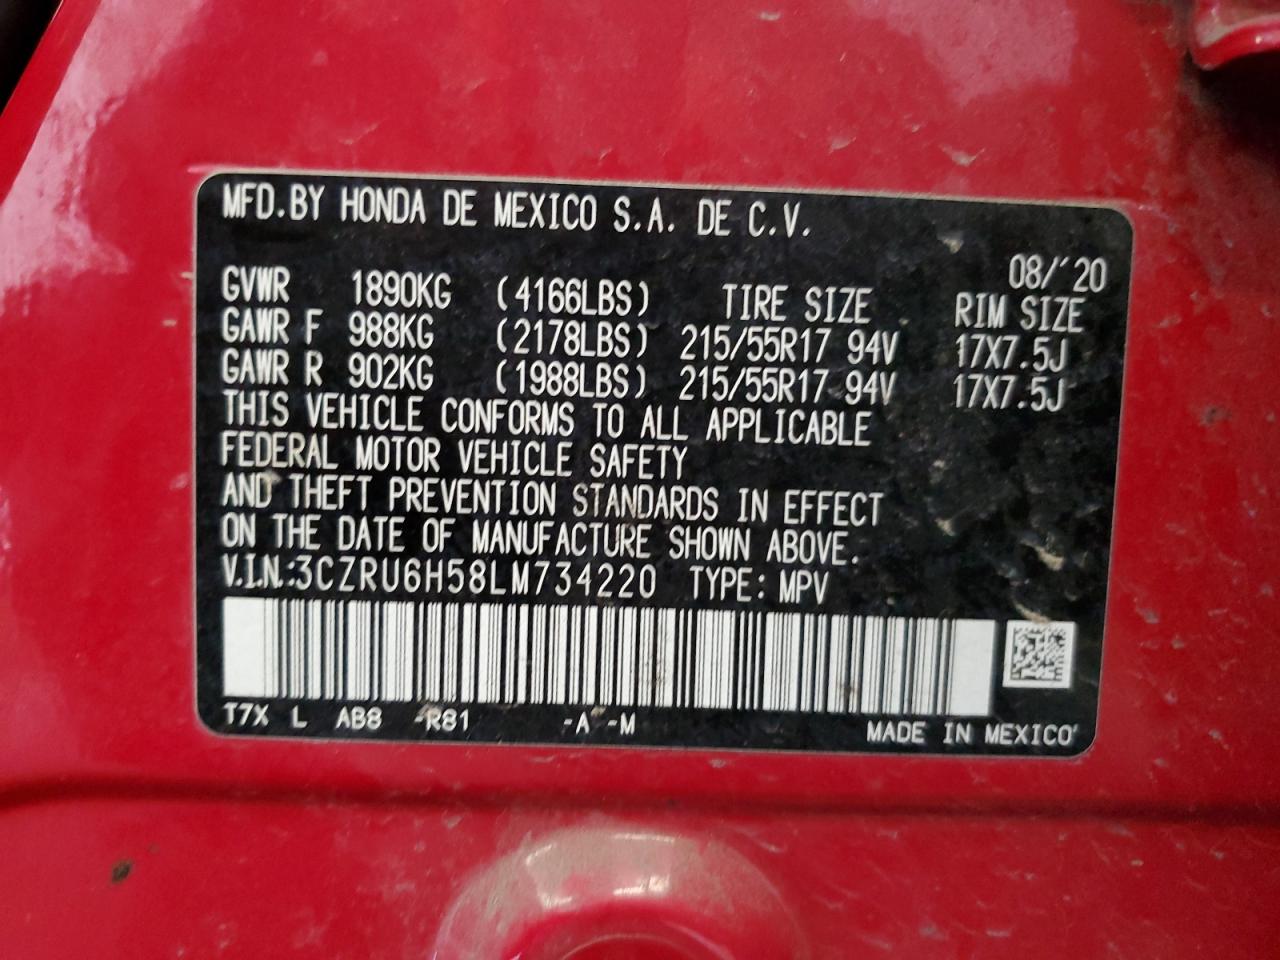 MFD.BY HONDA DE MEXICO S.A. DE C.V.
08/'20
GVWR 1890KG (4166LBS) TIRE SIZE RIM SIZE
GAWR F 988KG (2178LBS) 215/55R17 94V 17X7.5J
GAWR R 902KG (1988LBS) 215/55R17 94V 17X7.5J
THIS VEHICLE CONFORMS TO ALL APPLICABLE
FEDERAL MOTOR VEHICLE SAFETY
AND THEFT PREVENTION STANDARDS IN EFFECT
ON THE DATE OF MANUFACTURE SHOWN ABOVE.
V.I.N.:3CZRU6H58LM734220 TYPE: MPV
T7X L AB8 -R81 -A -M MADE IN MEXICO